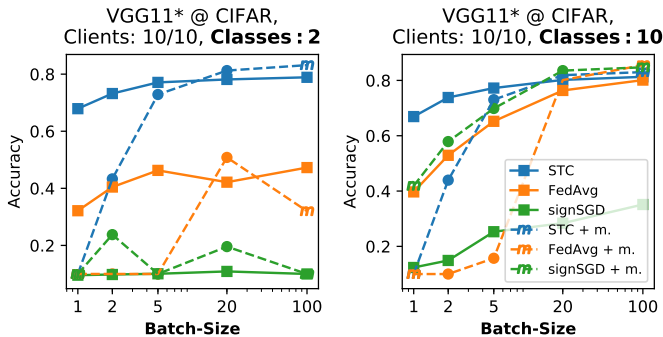 VGG11* @ CIFAR,
Clients: 10/10, Classes : 2
0.8
0.6
0.4
0.2
Accuracy
m
m
1
2
5
20
100
Batch-Size
VGG11* @ CIFAR,
Clients: 10/10, Classes : 10
0.8
0.6
0.4
0.2
Accuracy
STC
FedAvg
signSGD
m STC + m.
m FedAvg + m.
m signSGD + m.
1
2
5
20
100
Batch-Size